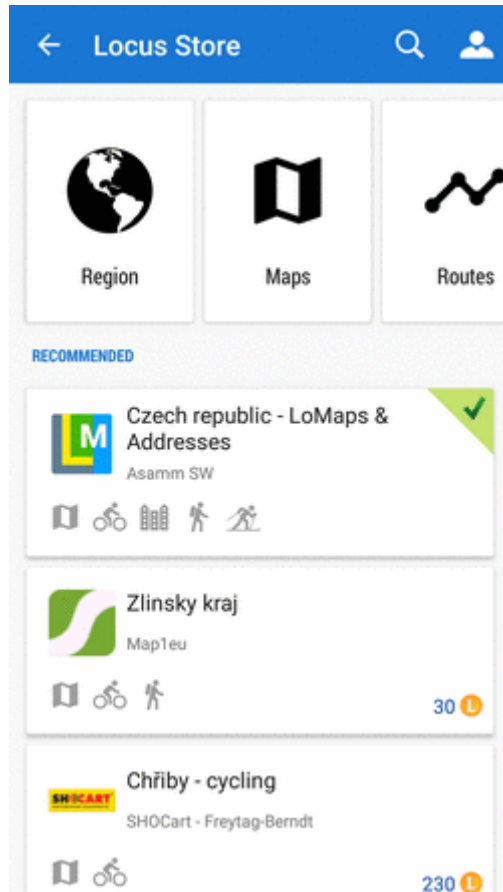 Locus Store
Region
Maps
Routes
RECOMMENDED
M
Czech republic - LoMaps &
Addresses
Asamm SW
Zlinsky kraj
Map1eu
30 L
SHOCART
Chřiby - cycling
SHOCart - Freytag-Berndt
230 L